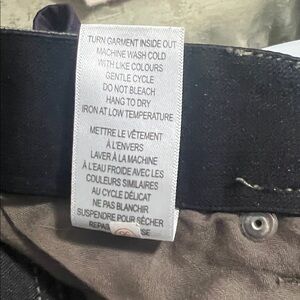 TURN GARMENT INSIDE OUT
MACHINE WASH COLD
WITH LIKE COLOURS
GENTLE CYCLE
DO NOT BLEACH
HANG TO DRY
IRON AT LOW TEMPERATURE
METTRE LE VÊTEMENT
À L'ENVERS
LAVER À LA MACHINE
À L'EAU FROIDE AVEC LES
COULEURS SIMILAIRES
AU CYCLE DÉLICAT
NE PAS BLANCHIR
SUSPENDRE POUR SÉCHER